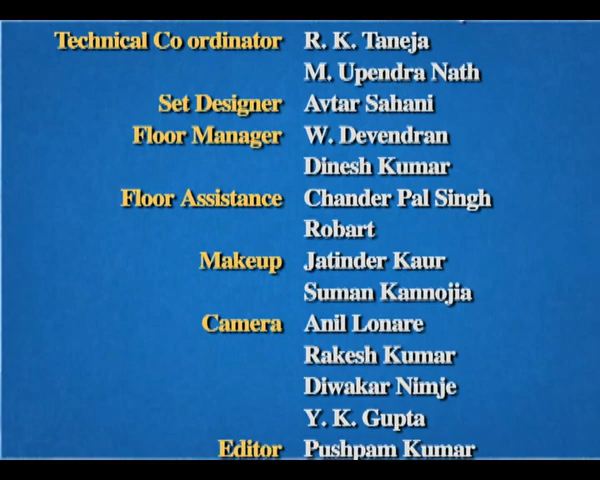 Technical Co ordinator R. K. Taneja
M. Upendra Nath
Set Designer Avtar Sahani
Floor Manager W. Devendran
Dinesh Kumar
Floor Assistance Chander Pal Singh
Robart
Makeup Jatinder Kaur
Suman Kannojia
Camera Anil Lonare
Rakesh Kumar
Diwakar Nimje
Y. K. Gupta
Editor Pushpam Kumar